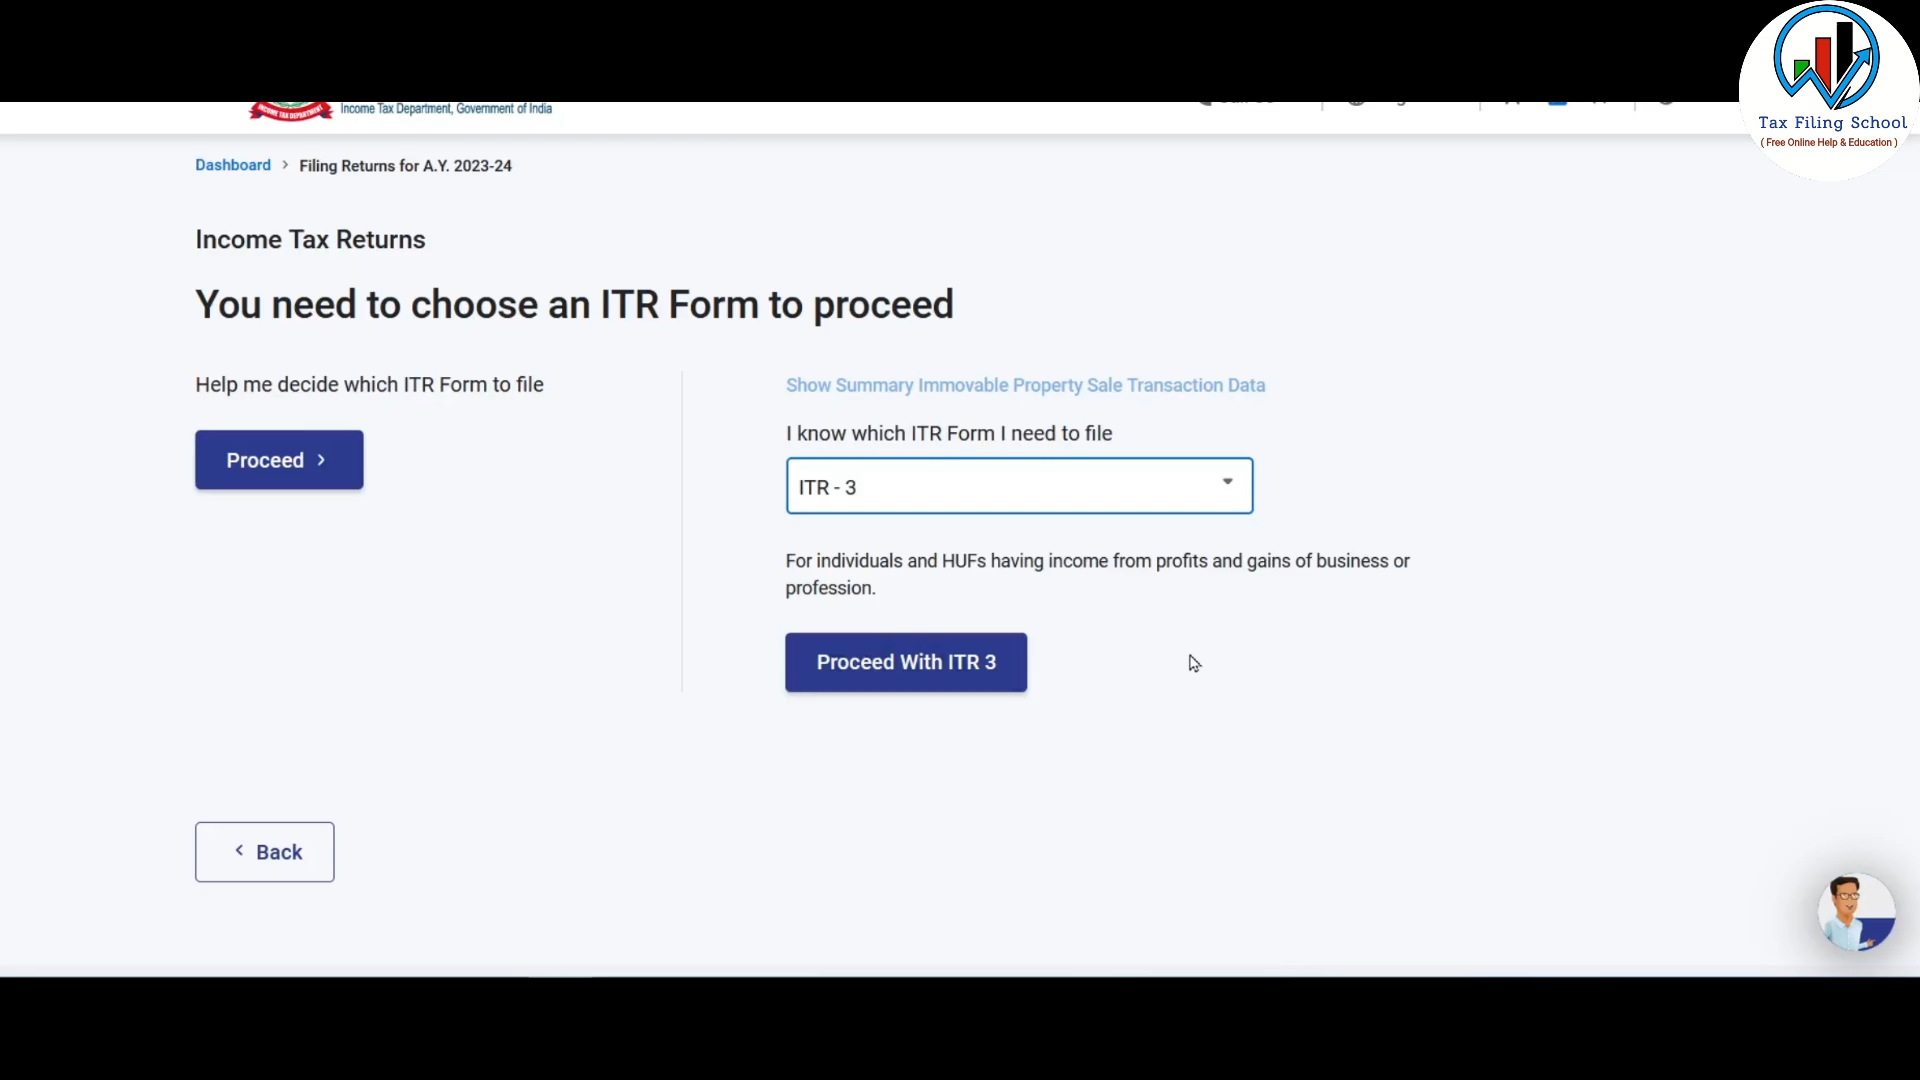 Income Tax Department, Government of India
Tax Filing School
( Free Online Help & Education )
Dashboard > Filing Returns for A.Y. 2023-24
Income Tax Returns
You need to choose an ITR Form to proceed
Help me decide which ITR Form to file
Proceed >
Show Summary Immovable Property Sale Transaction Data
I know which ITR Form I need to file
ITR - 3
For individuals and HUFs having income from profits and gains of business or
profession.
Proceed With ITR 3
< Back